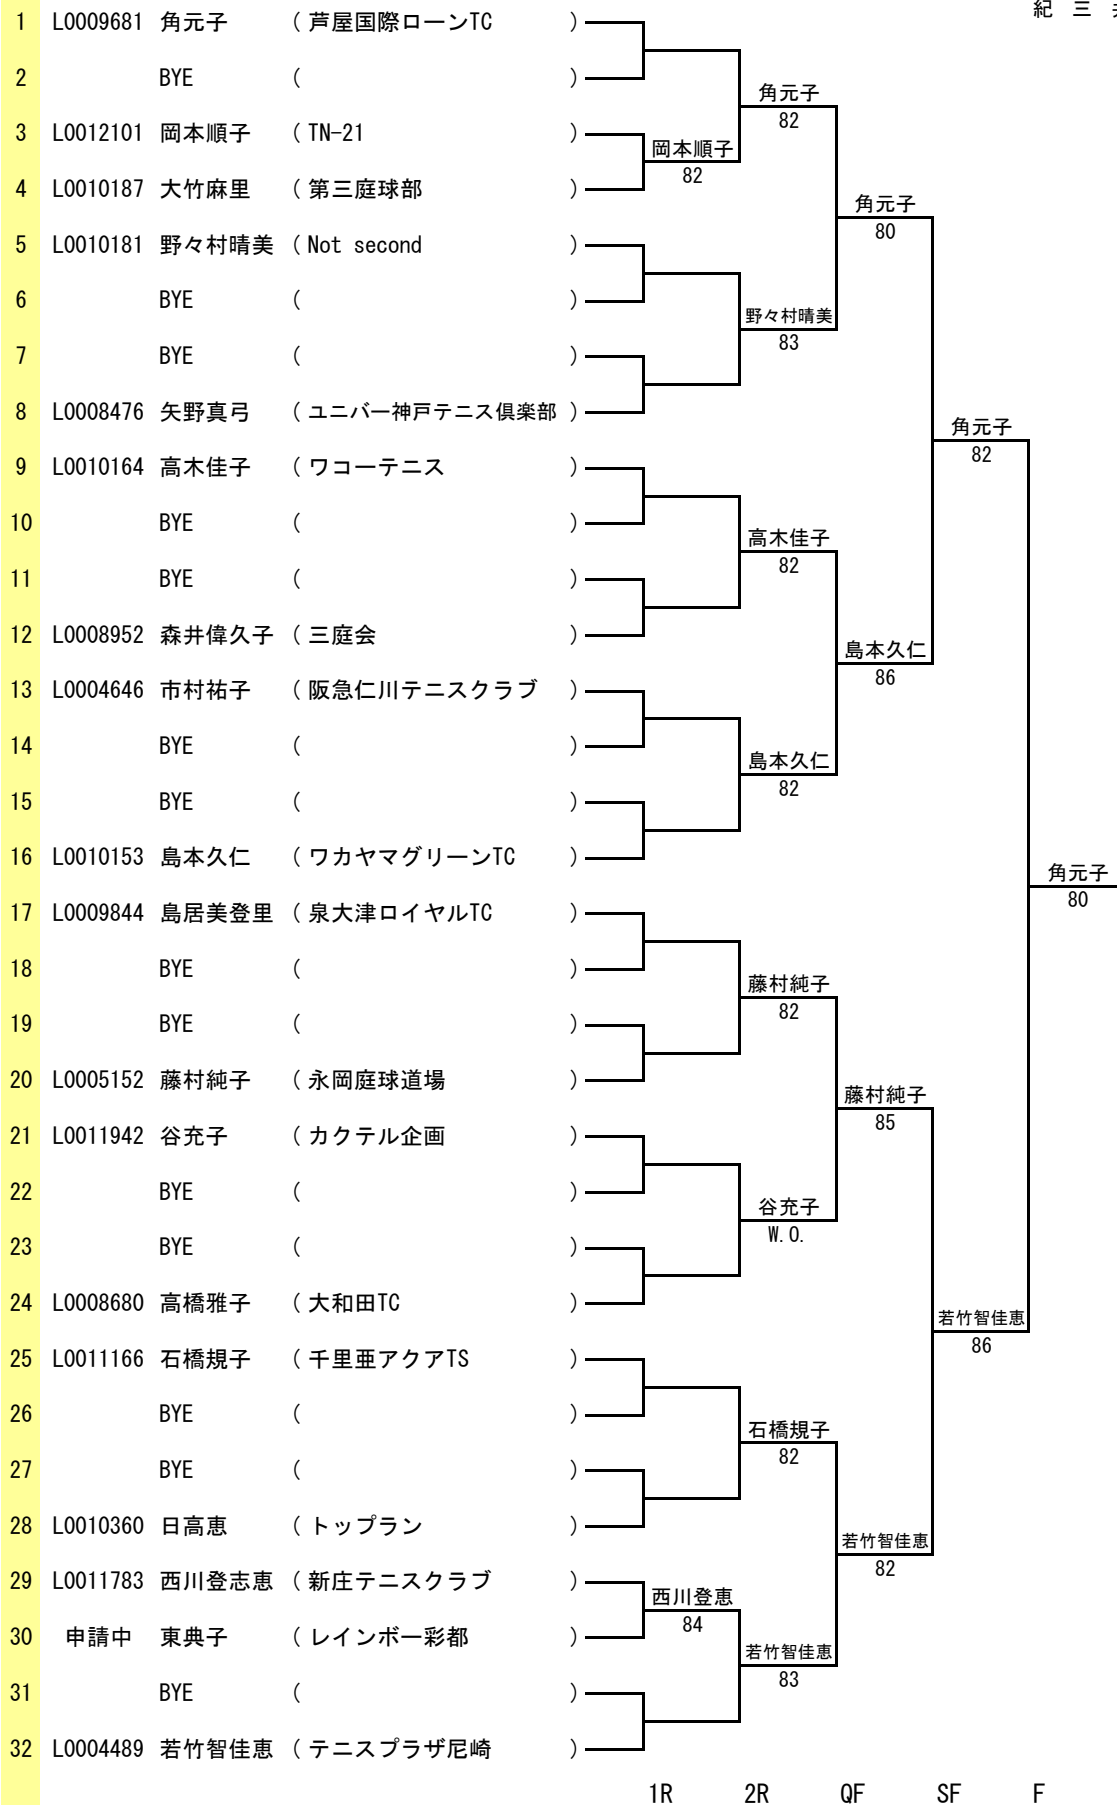 紀 三
1 L0009681 角元子 ( 芦屋国際ローンTC )
2 BYE ( )
角元子
82
3 L0012101 岡本順子 ( TN-21 )
岡本順子
82
4 L0010187 大竹麻里 ( 第三庭球部 )
角元子
80
5 L0010181 野々村晴美 ( Not second )
6 BYE ( )
野々村晴美
83
7 BYE ( )
8 L0008476 矢野真弓 ( ユニバー神戸テニス倶楽部 )
角元子
82
9 L0010164 高木佳子 ( ワコーテニス )
10 BYE ( )
高木佳子
82
11 BYE ( )
12 L0008952 森井偉久子 ( 三庭会 )
島本久仁
86
13 L0004646 市村祐子 ( 阪急仁川テニスクラブ )
14 BYE ( )
島本久仁
82
15 BYE ( )
16 L0010153 島本久仁 ( ワカヤマグリーンTC )
角元子
80
17 L0009844 島居美登里 ( 泉大津ロイヤルTC )
18 BYE ( )
藤村純子
82
19 BYE ( )
20 L0005152 藤村純子 ( 永岡庭球道場 )
藤村純子
85
21 L0011942 谷充子 ( カクテル企画 )
22 BYE ( )
谷充子
W.O.
23 BYE ( )
24 L0008680 高橋雅子 ( 大和田TC )
若竹智佳恵
86
25 L0011166 石橋規子 ( 千里亜アクアTS )
26 BYE ( )
石橋規子
82
27 BYE ( )
28 L0010360 日高恵 ( トップラン )
若竹智佳恵
82
29 L0011783 西川登志恵 ( 新庄テニスクラブ )
西川登恵
84
30 申請中 東典子 ( レインボー彩都 )
若竹智佳恵
83
31 BYE ( )
32 L0004489 若竹智佳恵 ( テニスプラザ尼崎 )
1R 2R QF SF F